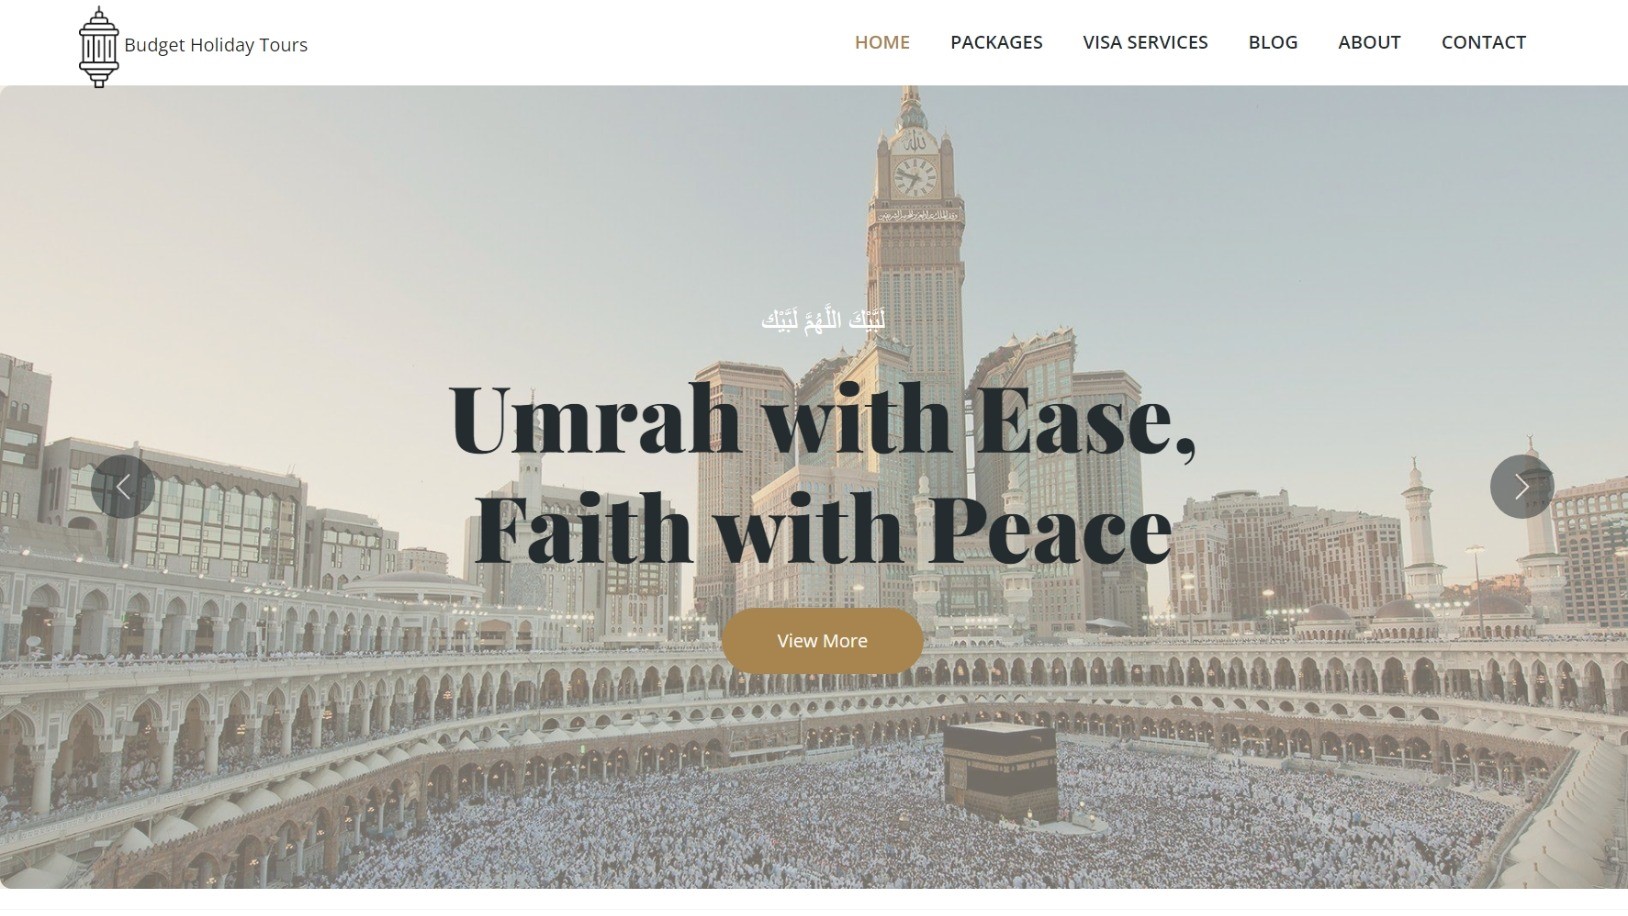 Budget Holiday Tours
HOME PACKAGES VISA SERVICES BLOG ABOUT CONTACT
الله
لَبَّيْكَ اللَّهُمَّ لَبَّيْك
Umrah with Ease,
Faith with Peace
View More